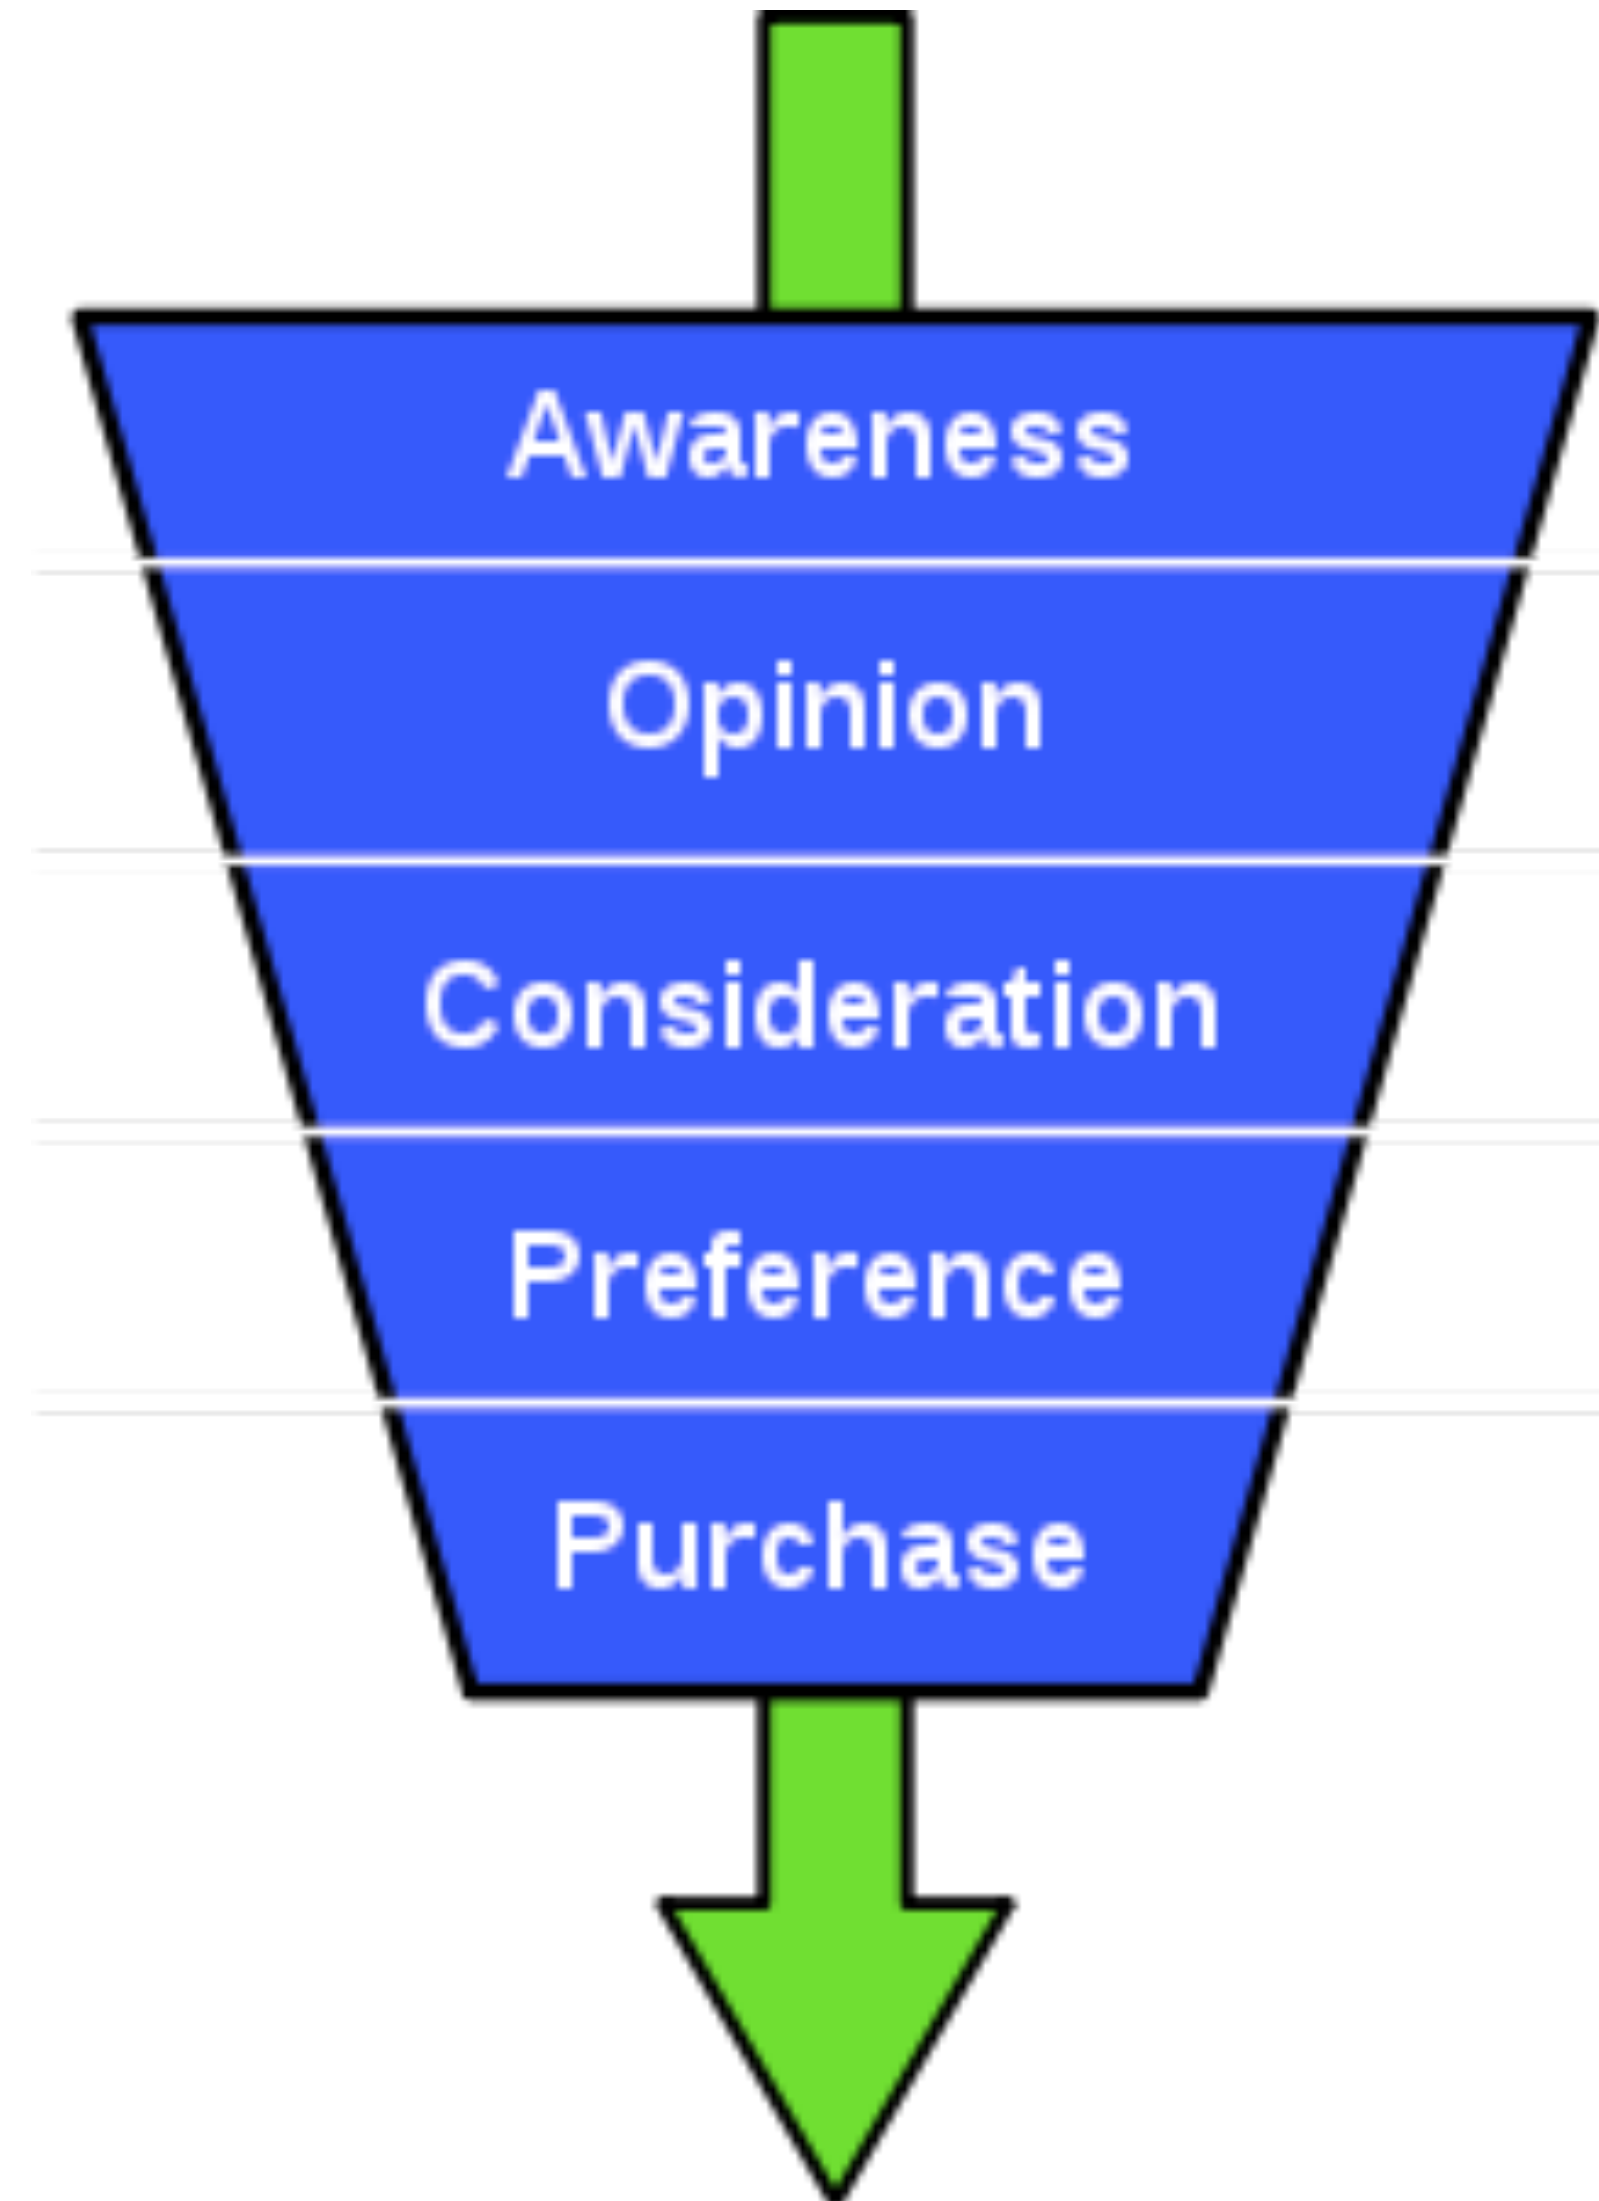 Awareness
Opinion
Consideration
Preference
Purchase